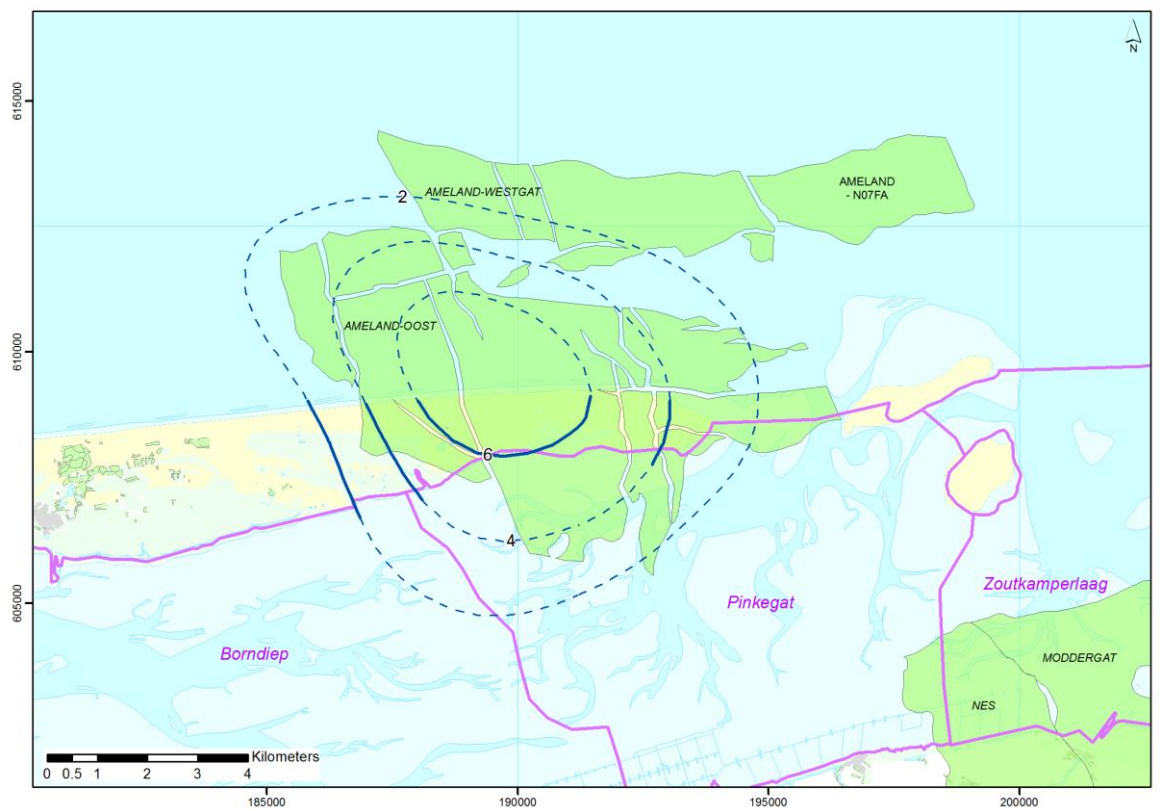 N
615000
AMELAND-WESTGAT
AMELAND
- N07FA
2
AMELAND-OOST
610000
6
4
605000
Pinkegat
Zoutkamperlaag
Borndiep
MODDERGAT
NES
Kilometers
0 0.5 1 2 3 4
185000 190000 195000 200000